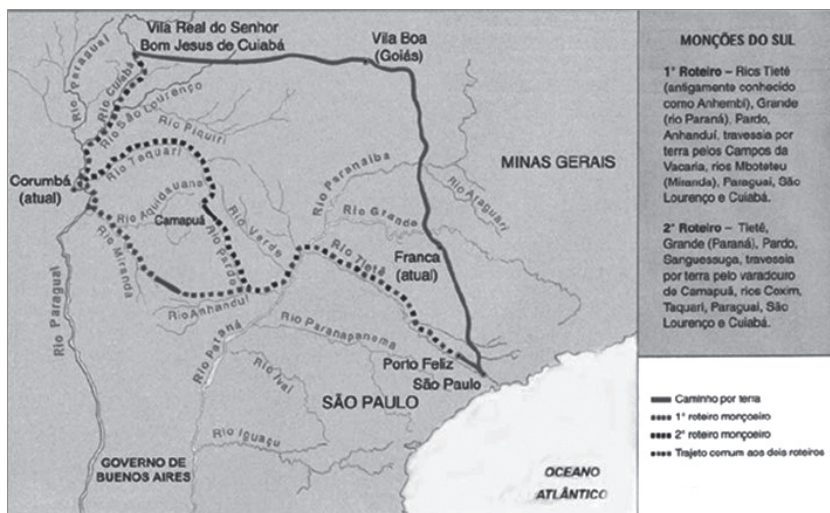 Vila Real do Senhor
Bom Jesus de Cuiabá
Vila Boa
(Goiás)
Rio Paraguai
Rio Cuiabá
Rio São Lourenço
Rio Piquiri
Rio Taquari
Corumbá
(atual)
Rio Aquidauana
Camapuã
Rio Verde
Rio Pardo
Rio Miranda
Rio Anhanduí
Rio Paraguai
Rio Paranaíba
Rio Araguari
Rio Grande
MINAS GERAIS
Franca
(atual)
Rio Tietê
Rio Paraná
Rio Paranapanema
Porto Feliz
São Paulo
Rio Ivaí
SÃO PAULO
Rio Iguaçu
GOVERNO DE
BUENOS AIRES
OCEANO
ATLÂNTICO
MONÇÕES DO SUL
1° Roteiro – Rios Tietê
(antigamente conhecido
como Anhembi), Grande
(rio Paraná), Pardo,
Anhanduí, travessia por
terra pelos Campos da
Vacaria, rios Mboteteu
(Miranda), Paraguai, São
Lourenço e Cuiabá.
2° Roteiro – Tietê,
Grande (Paraná), Pardo,
Sanguessuga, travessia
por terra pelo varadouro
de Camapuã, rios Coxim,
Taquari, Paraguai, São
Lourenço e Cuiabá.
Caminho por terra
1° roteiro monçoeiro
2° roteiro monçoeiro
Trajeto comum aos dois roteiros